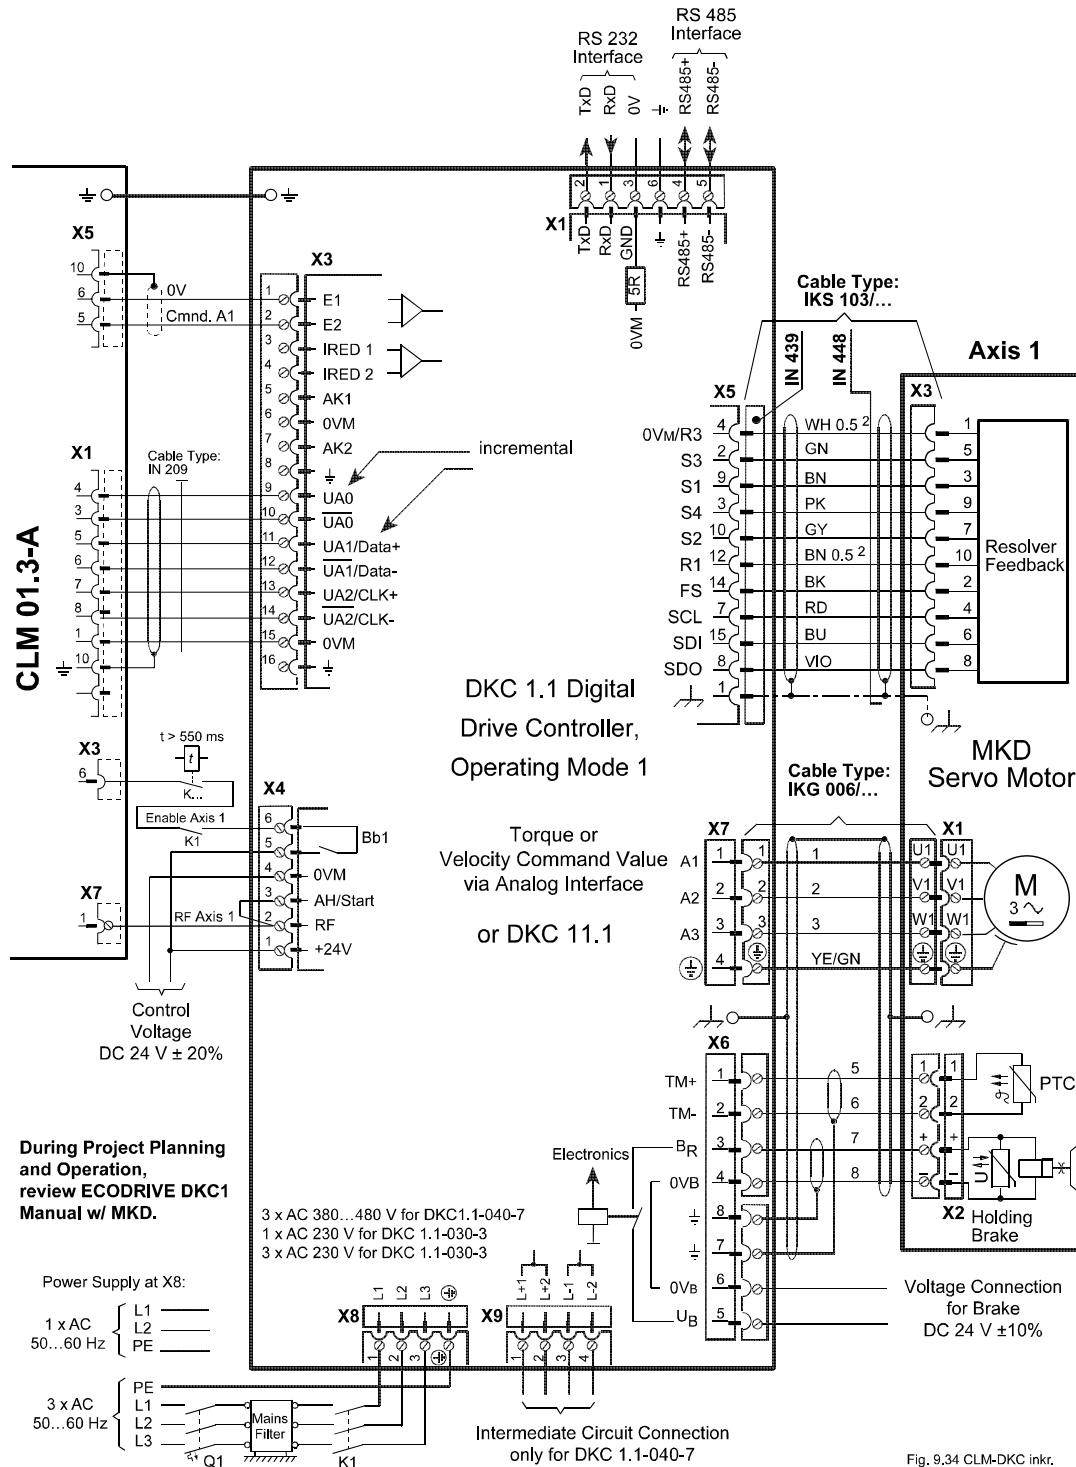 RS 485
Interface
RS 232
Interface
TxD
RxD
0V
RS485+
RS485-
2
1
3
6
4
5
X1
TxD
RxD
GND
RS485+
RS485-
5R
0VM
CLM 01.3-A
X5
10
6
5
0V
Cmnd. A1
X3
1
E1
2
E2
3
IRED 1
4
IRED 2
5
AK1
6
0VM
7
AK2
8
9
UA0
10
UA0
11
UA1/Data+
12
UA1/Data-
13
UA2/CLK+
14
UA2/CLK-
15
0VM
16
incremental
X1
Cable Type:
IN 209
4
3
5
6
7
8
1
10
Cable Type:
IKS 103/...
IN 439
IN 448
Axis 1
X5
X3
0VM/R3 4 WH 0.5 2 1
S3 2 GN 5
S1 9 BN 3
S4 3 PK 9
S2 10 GY 7
R1 12 BN 0.5 2 10
FS 14 BK 2
SCL 7 RD 4
SDI 15 BU 6
SDO 8 VIO 8
1
Resolver
Feedback
DKC 1.1 Digital
Drive Controller,
Operating Mode 1
Torque or
Velocity Command Value
via Analog Interface
or DKC 11.1
MKD
Servo Motor
X3
6
t > 550 ms
t
K...
Enable Axis 1
K1
X7
1
RF Axis 1
X4
6
5
Bb1
4
0VM
3
AH/Start
2
RF
1
+24V
Control
Voltage
DC 24 V ± 20%
Cable Type:
IKG 006/...
X7
X1
A1 1 1 1 U1 U1
A2 2 2 2 V1 V1
A3 3 3 3 W1 W1
4 YE/GN
M
3
X6
TM+ 1 5 1 1
TM- 2 6 2 2
BR 3 7 + +
0VB 4 8 – –
8
7
0VB 6
UB 5
PTC
U
X2
Holding
Brake
Electronics
Voltage Connection
for Brake
DC 24 V ±10%
During Project Planning
and Operation,
review ECODRIVE DKC1
Manual w/ MKD.
3 x AC 380...480 V for DKC1.1-040-7
1 x AC 230 V for DKC 1.1-030-3
3 x AC 230 V for DKC 1.1-030-3
Power Supply at X8:
1 x AC
50...60 Hz
L1
L2
PE
3 x AC
50...60 Hz
PE
L1
L2
L3
Q1
Mains
Filter
K1
X8
L1
L2
L3
1
2
3
X9
L+1
L+2
L-1
L-2
1
2
3
4
Intermediate Circuit Connection
only for DKC 1.1-040-7
Fig. 9.34 CLM-DKC inkr.